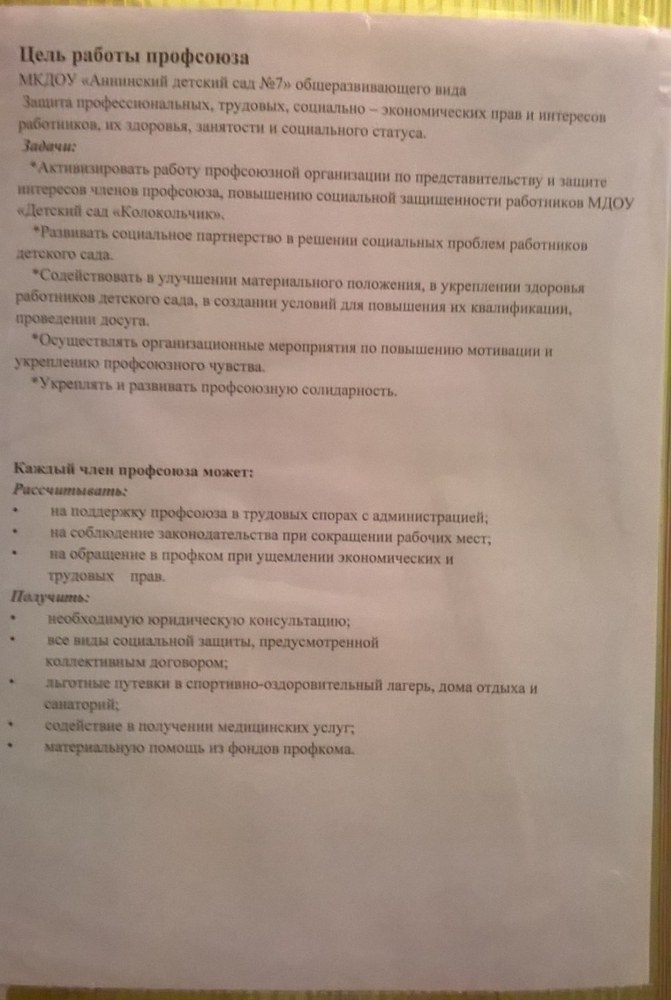 Цель работы профсоюза
МКДОУ «Аннинский детский сад №7» общеразвивающего вида
Защита профессиональных, трудовых, социально – экономических прав и интересов
работников, их здоровья, занятости и социального статуса.
Задачи:
*Активизировать работу профсоюзной организации по представительству и защите
интересов членов профсоюза, повышению социальной защищенности работников МДОУ
«Детский сад «Колокольчик».
*Развивать социальное партнерство в решении социальных проблем работников
детского сада.
*Содействовать в улучшении материального положения, в укреплении здоровья
работников детского сада, в создании условий для повышения их квалификации,
проведении досуга.
*Осуществлять организационные мероприятия по повышению мотивации и
укреплению профсоюзного чувства.
*Укреплять и развивать профсоюзную солидарность.
Каждый член профсоюза может:
Рассчитывать:
• на поддержку профсоюза в трудовых спорах с администрацией;
• на соблюдение законодательства при сокращении рабочих мест;
• на обращение в профком при ущемлении экономических и
трудовых прав.
Получить:
• необходимую юридическую консультацию;
• все виды социальной защиты, предусмотренной
коллективным договором;
• льготные путевки в спортивно-оздоровительный лагерь, дома отдыха и
санаторий;
• содействие в получении медицинских услуг;
• материальную помощь из фондов профкома.